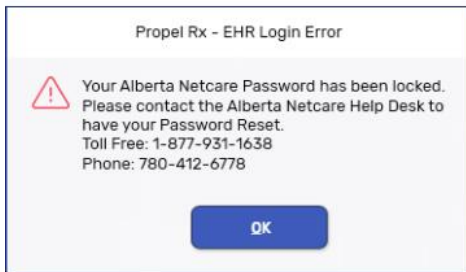 Propel Rx - EHR Login Error
Your Alberta Netcare Password has been locked.
Please contact the Alberta Netcare Help Desk to
have your Password Reset.
Toll Free: 1-877-931-1638
Phone: 780-412-6778
OK